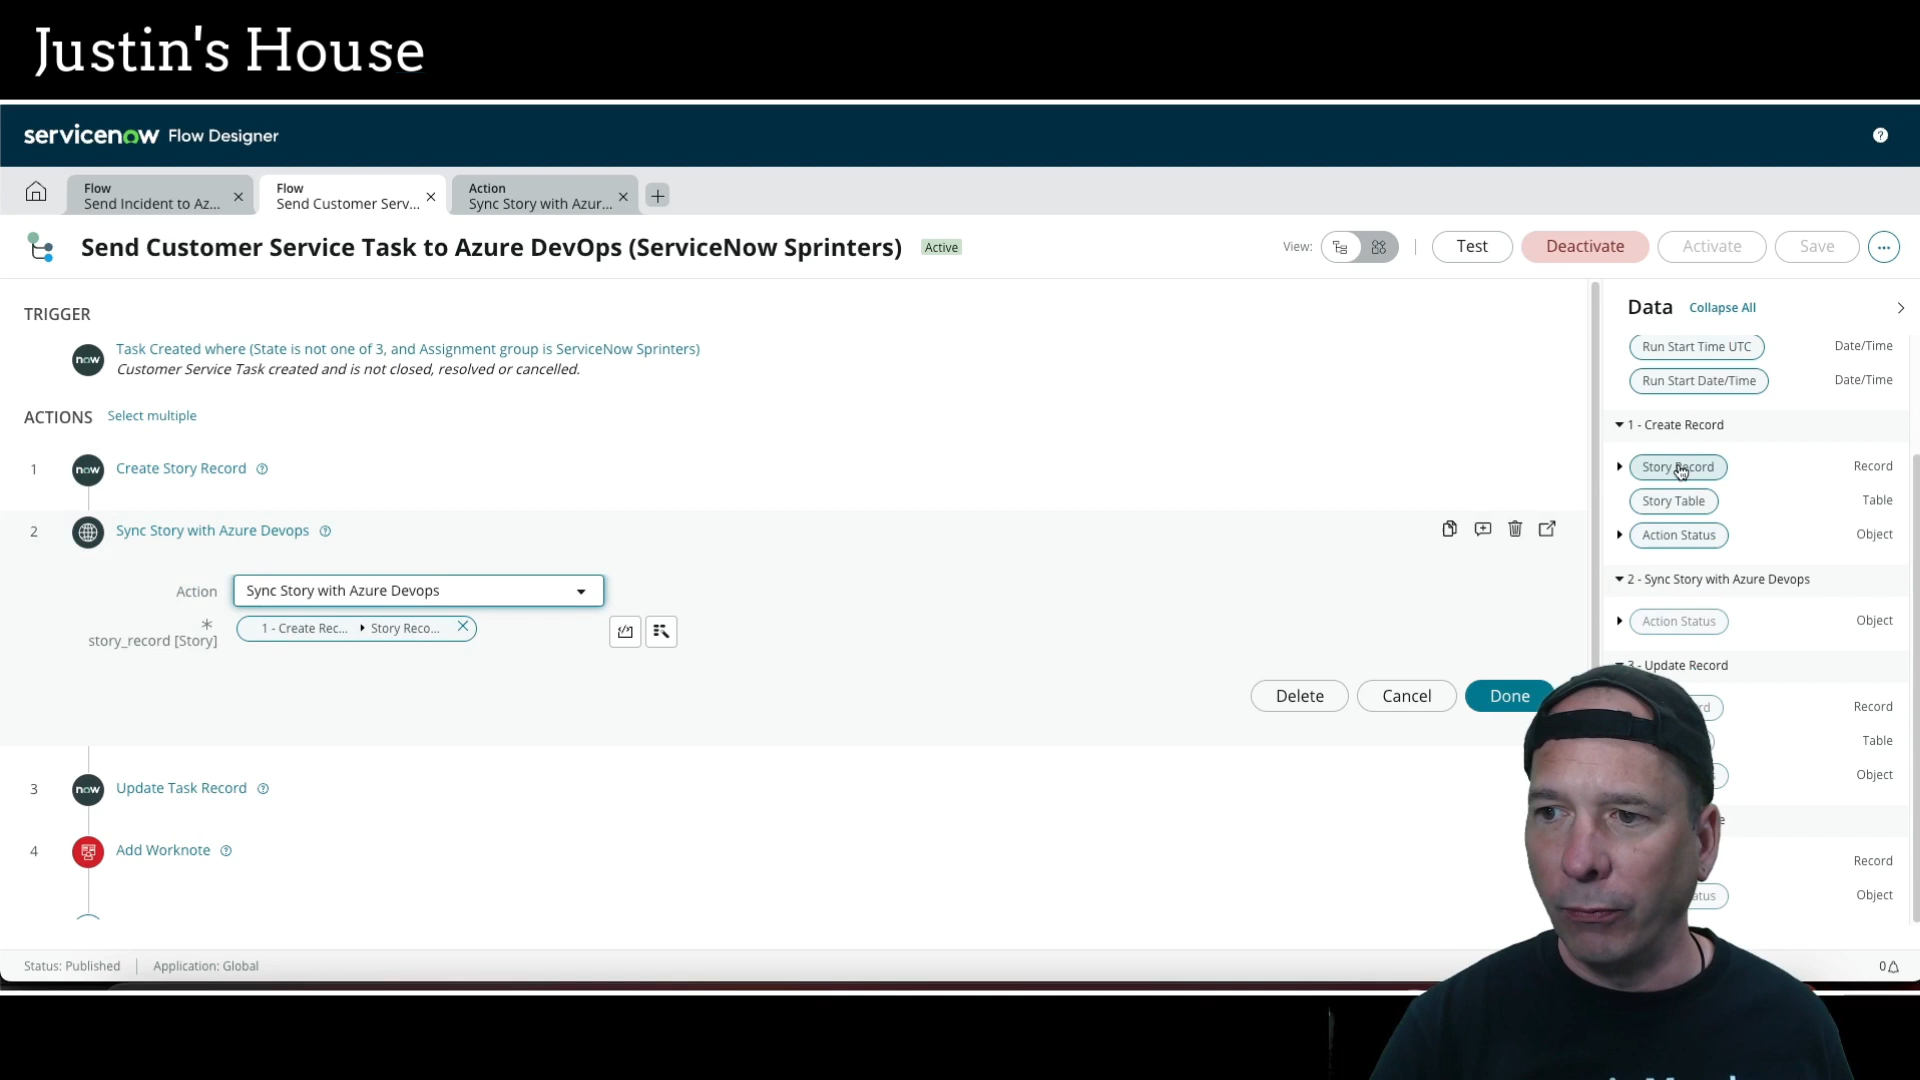 Justin's House
servicenow Flow Designer
Flow
Send Incident to Az...
Flow
Send Customer Serv...
Action
Sync Story with Azur...
Send Customer Service Task to Azure DevOps (ServiceNow Sprinters)
Active
View:
Test
Deactivate
Activate
Save
TRIGGER
now
Task Created where (State is not one of 3, and Assignment group is ServiceNow Sprinters)
Customer Service Task created and is not closed, resolved or cancelled.
ACTIONS
Select multiple
1
now
Create Story Record
2
Sync Story with Azure Devops
Action
Sync Story with Azure Devops
* story_record [Story]
1 - Create Rec...
Story Reco...
Delete
Cancel
Done
3
now
Update Task Record
4
Add Worknote
Data
Collapse All
Run Start Time UTC
Date/Time
Run Start Date/Time
Date/Time
1 - Create Record
Story Record
Record
Story Table
Table
Action Status
Object
2 - Sync Story with Azure Devops
Action Status
Object
3 - Update Record
Record
Table
Object
Record
Object
Status: Published
Application: Global
0